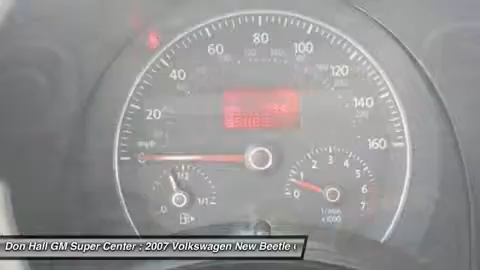 80
60 100
40 120
20 140
mph 160
1/2
0 1/1
1 2 3 4 5 6 7
1/min
x1000
Don Hall GM Super Center : 2007 Volkswagen New Beetle